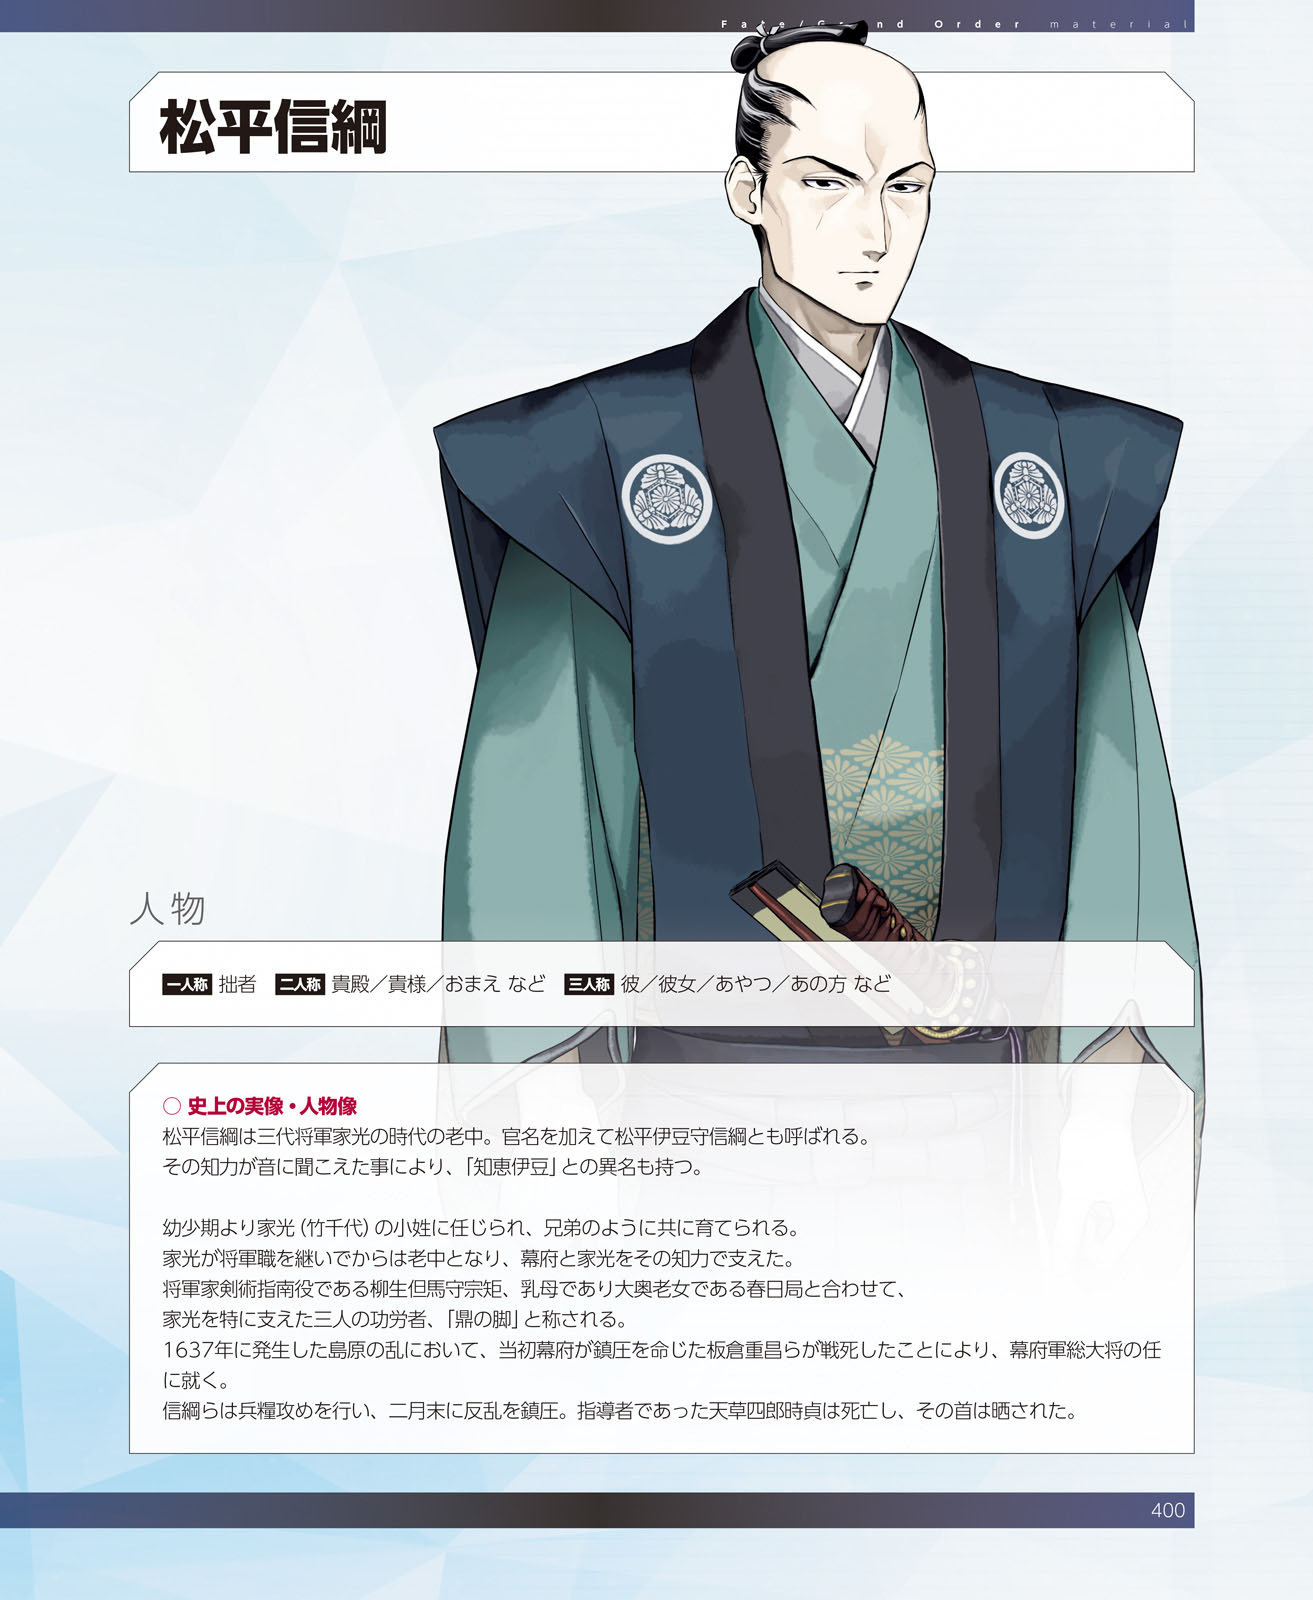 Fate/Grand Order material
松平信綱
人物
一人称 拙者 二人称 貴殿／貴様／おまえ など 三人称 彼／彼女／あやつ／あの方 など
○ 史上の実像・人物像
松平信綱は三代将軍家光の時代の老中。官名を加えて松平伊豆守信綱とも呼ばれる。
その知力が音に聞こえた事により、「知恵伊豆」との異名も持つ。
幼少期より家光（竹千代）の小姓に任じられ、兄弟のように共に育てられる。
家光が将軍職を継いでからは老中となり、幕府と家光をその知力で支えた。
将軍家剣術指南役である柳生但馬守宗矩、乳母であり大奥老女である春日局と合わせて、
家光を特に支えた三人の功労者、「鼎の脚」と称される。
1637年に発生した島原の乱において、当初幕府が鎮圧を命じた板倉重昌らが戦死したことにより、幕府軍総大将の任
に就く。
信綱らは兵糧攻めを行い、二月末に反乱を鎮圧。指導者であった天草四郎時貞は死亡し、その首は晒された。
400